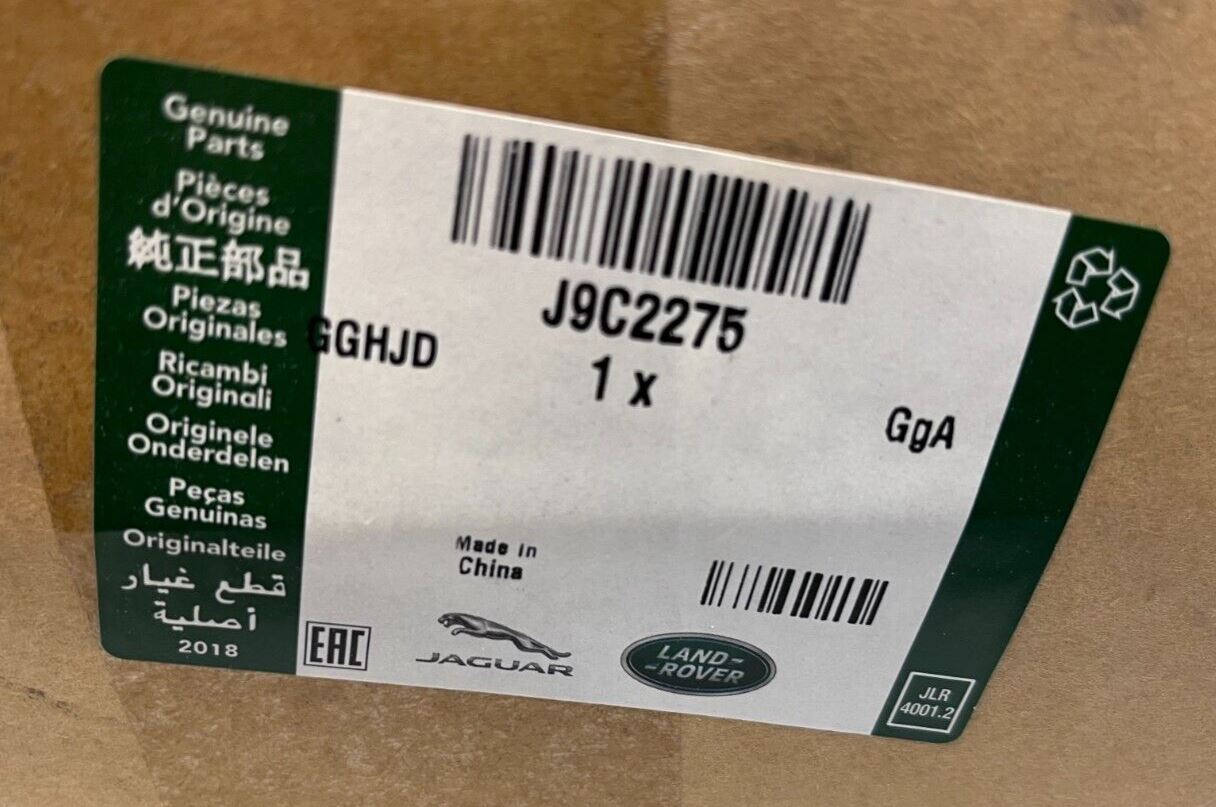 Genuine
Parts
Pièces
d'Origine
純正部品
Piezas
Originales
Ricambi
Originali
Originele
Onderdelen
Peças
Genuinas
Originalteile
قطع غيار
أصلية
2018
J9C2275
GGHJD
1 x
GgA
Made in
China
EAC
JAGUAR
LAND-
-ROVER
JLR
4001.2